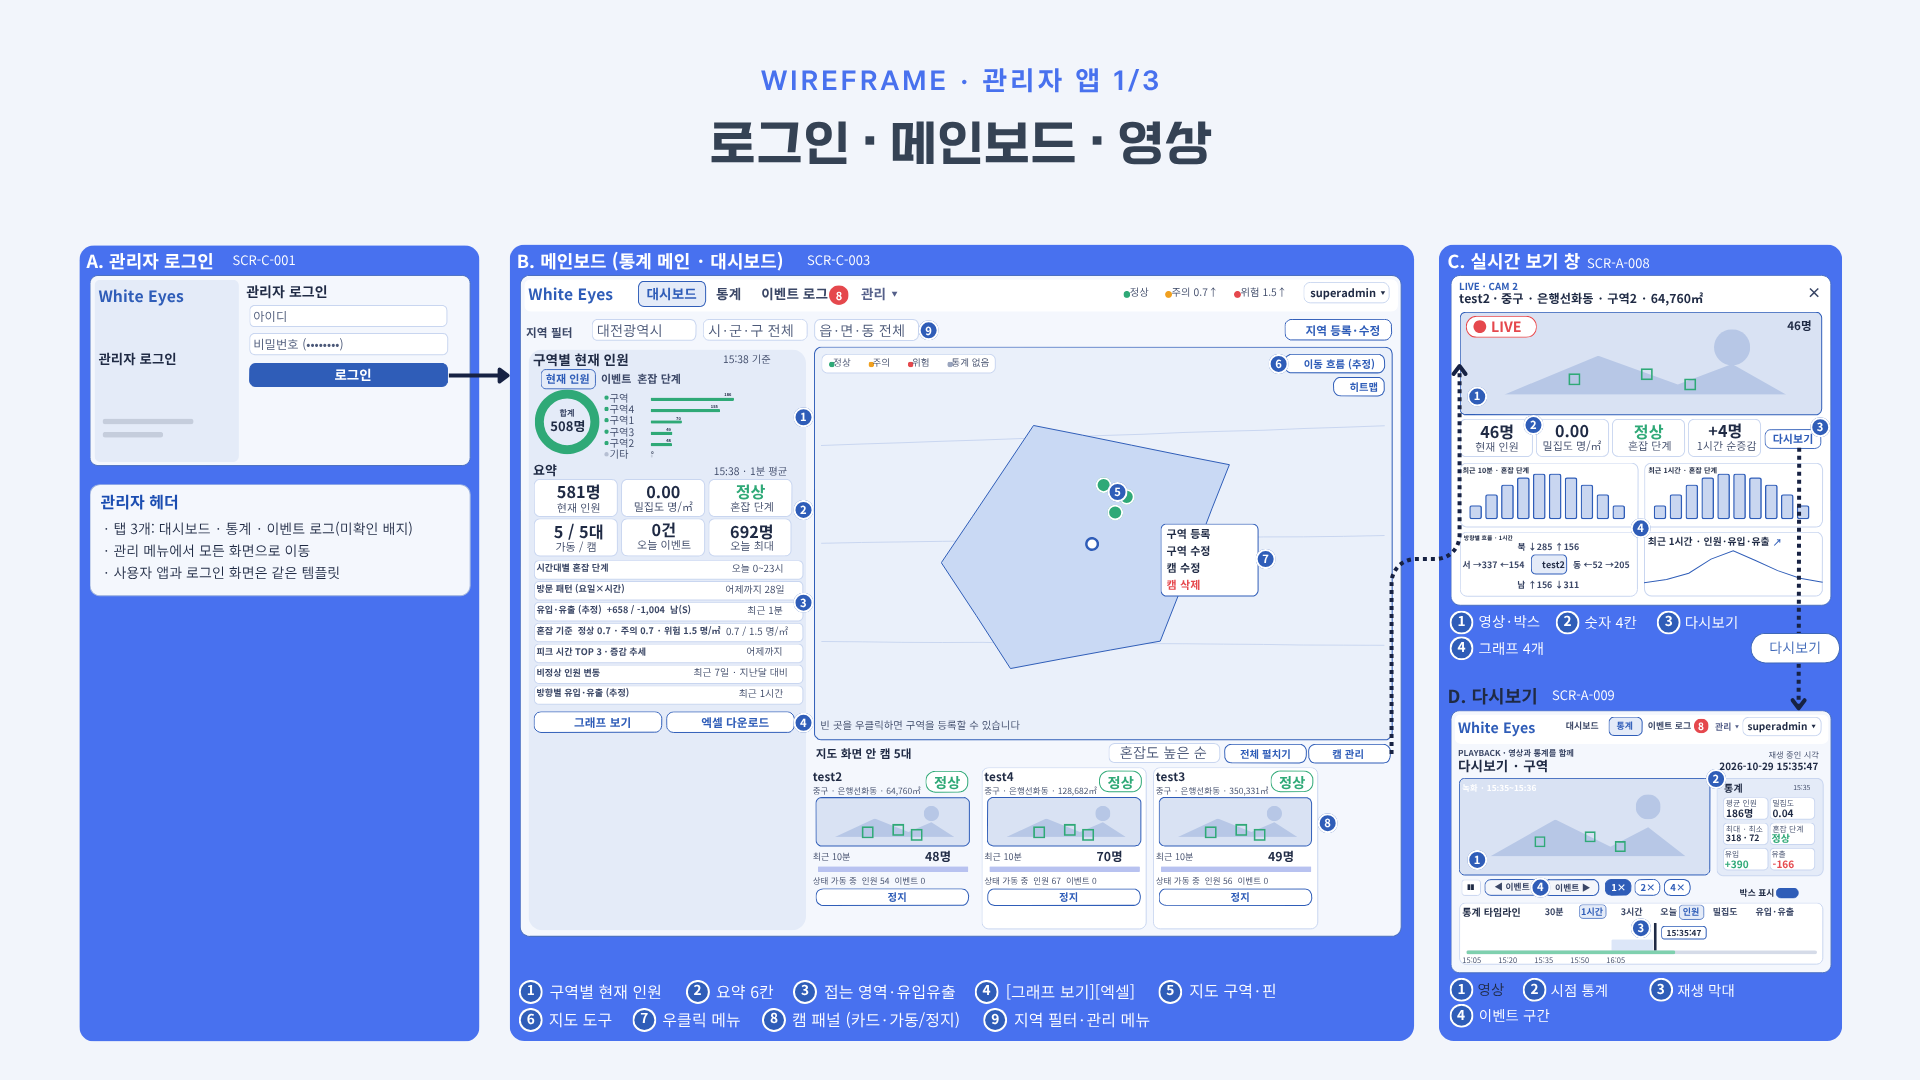 WIREFRAME · 관리자 앱 1/3
로그인 · 메인보드 · 영상
A. 관리자 로그인 SCR-C-001
White Eyes
관리자 로그인
관리자 로그인
아이디
비밀번호 (••••••••)
로그인
관리자 헤더
· 탭 3개: 대시보드 · 통계 · 이벤트 로그(미확인 배지)
· 관리 메뉴에서 모든 화면으로 이동
· 사용자 앱과 로그인 화면은 같은 템플릿
B. 메인보드 (통계 메인 · 대시보드) SCR-C-003
White Eyes 대시보드 통계 이벤트 로그 8 관리 ▾ 정상 주의 0.7↑ 위험 1.5↑ superadmin ▾
지역 필터 대전광역시 시·군·구 전체 읍·면·동 전체 9 지역 등록·수정
구역별 현재 인원 15:38 기준
현재 인원 이벤트 혼잡 단계
합계
508명
구역
구역4
구역1
구역3
구역2
기타
1
요약 15:38 · 1분 평균
581명 0.00 정상
현재 인원 밀집도 명/㎡ 혼잡 단계
2
5 / 5대 0건 692명
가동 / 캠 오늘 이벤트 오늘 최대
시간대별 혼잡 단계 오늘 0~23시
방문 패턴 (요일×시간) 어제까지 28일
유입·유출 (추정) +658 / -1,004 남(S) 최근 1분
3
혼잡 기준 정상 0.7 · 주의 0.7 · 위험 1.5 명/㎡ 0.7 / 1.5 명/㎡
피크 시간 TOP 3 · 증감 추세 어제까지
비정상 인원 변동 최근 7일 · 지난달 대비
방향별 유입·유출 (추정) 최근 1시간
그래프 보기 엑셀 다운로드 4
정상 주의 위험 통계 없음
6 이동 흐름 (추정)
히트맵
5
구역 등록
구역 수정
캠 수정
캠 삭제
7
빈 곳을 우클릭하면 구역을 등록할 수 있습니다
지도 화면 안 캠 5대 혼잡도 높은 순 전체 펼치기 캠 관리
test2 정상
중구 · 은행선화동 · 64,760㎡
최근 10분 48명
상태 가동 중 인원 54 이벤트 0
정지
test4 정상
중구 · 은행선화동 · 128,682㎡
최근 10분 70명
상태 가동 중 인원 67 이벤트 0
정지
test3 정상
중구 · 은행선화동 · 350,331㎡
최근 10분 49명
상태 가동 중 인원 56 이벤트 0
정지
8
1 구역별 현재 인원 2 요약 6칸 3 접는 영역·유입유출 4 [그래프 보기][엑셀] 5 지도 구역·핀
6 지도 도구 7 우클릭 메뉴 8 캠 패널 (카드·가동/정지) 9 지역 필터·관리 메뉴
C. 실시간 보기 창 SCR-A-008
LIVE · CAM 2
test2 · 중구 · 은행선화동 · 구역2 · 64,760㎡ ✕
LIVE 46명
1
46명 2 0.00 정상 +4명 다시보기 3
현재 인원 밀집도 명/㎡ 혼잡 단계 1시간 순증감
최근 10분 · 혼잡 단계 최근 1시간 · 혼잡 단계
4
방향별 흐름 · 1시간
북 ↓285 ↑156
서 →337 ←154 test2 동 ←52 →205
남 ↑156 ↓311
최근 1시간 · 인원·유입·유출 ↗
1 영상·박스 2 숫자 4칸 3 다시보기
4 그래프 4개
다시보기
D. 다시보기 SCR-A-009
White Eyes 대시보드 통계 이벤트 로그 8 관리 ▾ superadmin ▾
PLAYBACK · 영상과 통계를 함께 재생 중인 시각
다시보기 · 구역 2026-10-29 15:35:47
녹화 · 15:35~15:36
1
2
통계 15:35
평균 인원 밀집도
186명 0.04
최대 · 최소 혼잡 단계
318 · 72 정상
유입 유출
+390 -166
▮▮ ◀ 이벤트 4 이벤트 ▶ 1× 2× 4× 박스 표시
통계 타임라인 30분 1시간 3시간 오늘 인원 밀집도 유입·유출
3 15:35:47
15:05 15:20 15:35 15:50 16:05
1 영상 2 시점 통계 3 재생 막대
4 이벤트 구간